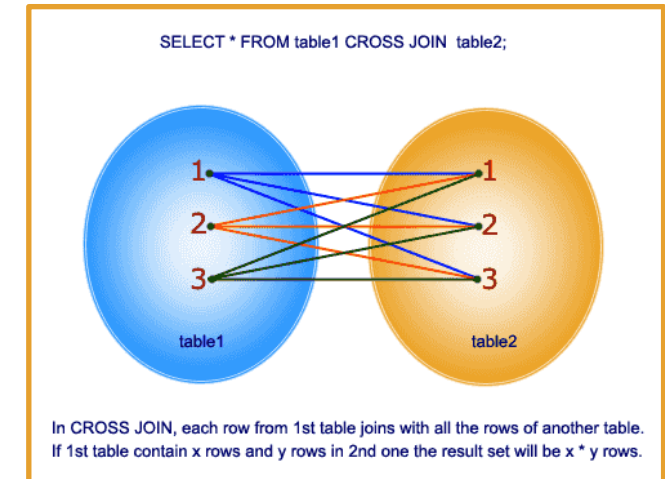 SELECT * FROM table1 CROSS JOIN table2;
1 1
2 2
3 3
table1 table2
In CROSS JOIN, each row from 1st table joins with all the rows of another table.
If 1st table contain x rows and y rows in 2nd one the result set will be x * y rows.